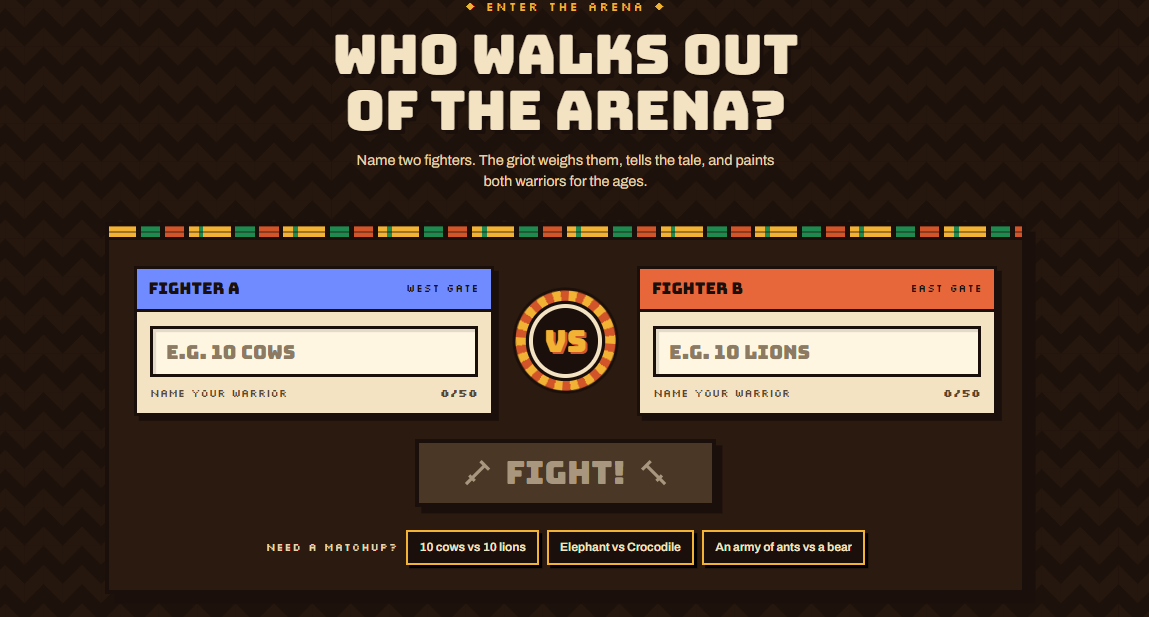 ENTER THE ARENA
WHO WALKS OUT
OF THE ARENA?
Name two fighters. The griot weighs them, tells the tale, and paints
both warriors for the ages.
FIGHTER A
WEST GATE
E.G. 10 COWS
NAME YOUR WARRIOR
0/50
VS
FIGHTER B
EAST GATE
E.G. 10 LIONS
NAME YOUR WARRIOR
0/50
FIGHT!
NEED A MATCHUP?
10 cows vs 10 lions
Elephant vs Crocodile
An army of ants vs a bear